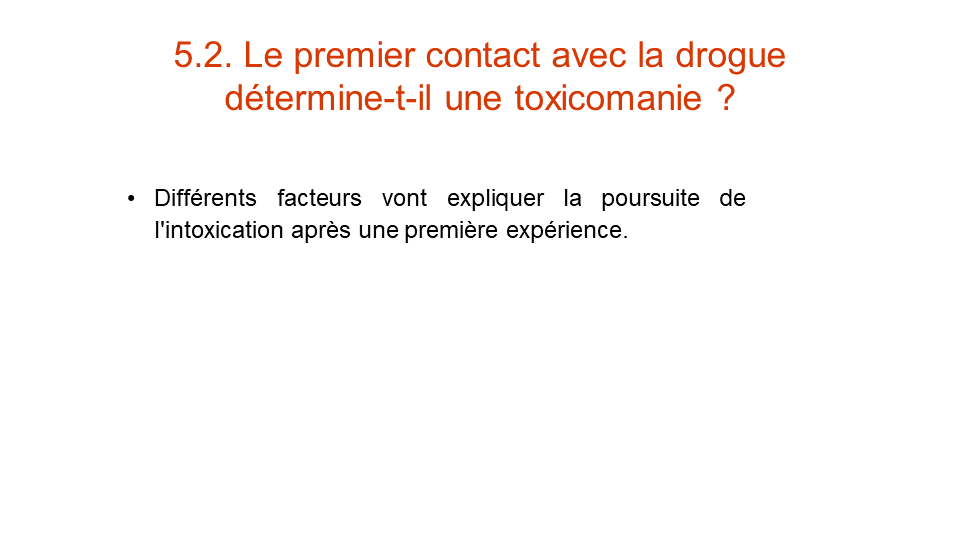 5.2. Le premier contact avec la drogue
détermine-t-il une toxicomanie ?
• Différents facteurs vont expliquer la poursuite de
l'intoxication après une première expérience.